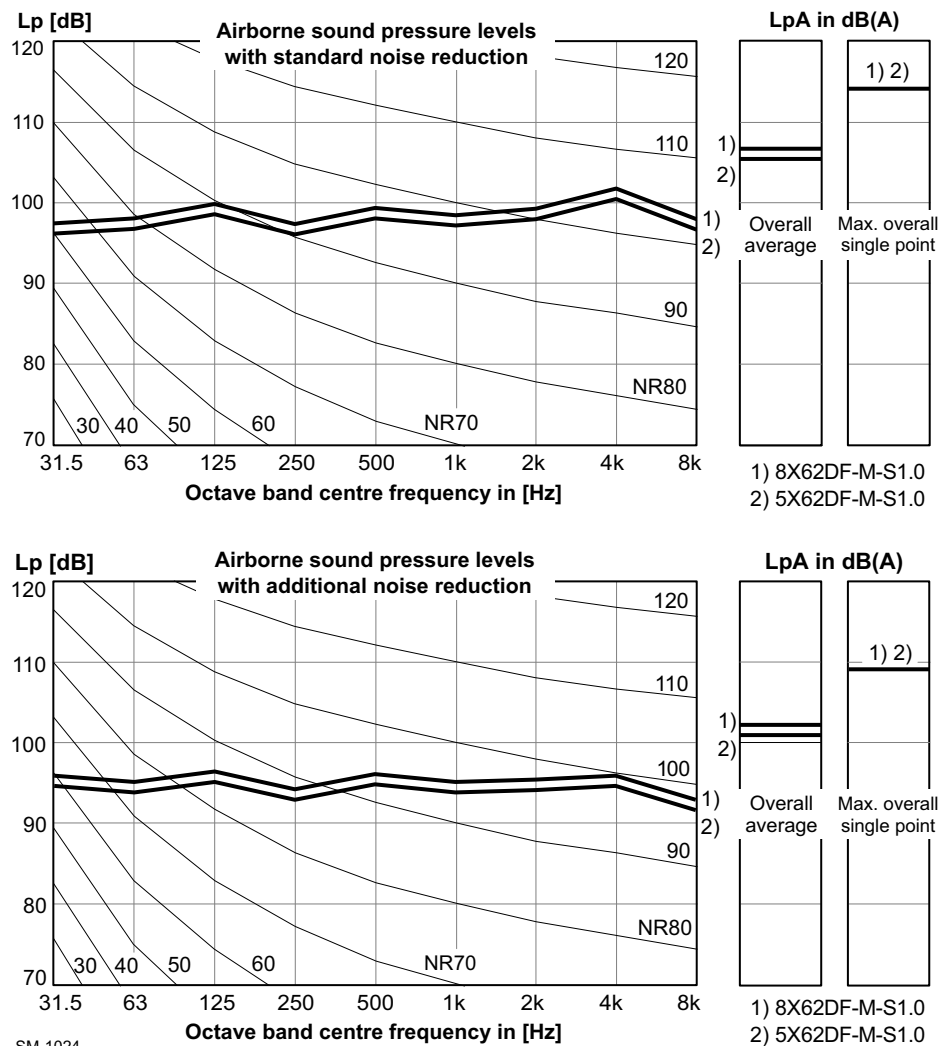 Lp [dB]
Airborne sound pressure levels
with standard noise reduction
LpA in dB(A)
120
120
1) 2)
110
110
1)
2)
100
1)
2)
Overall
average
Max. overall
single point
90
90
80
NR80
70
30
40
50
60
NR70
31.5
63
125
250
500
1k
2k
4k
8k
Octave band centre frequency in [Hz]
1) 8X62DF-M-S1.0
2) 5X62DF-M-S1.0
Lp [dB]
Airborne sound pressure levels
with additional noise reduction
LpA in dB(A)
120
120
110
110
1) 2)
1)
2)
100
100
1)
2)
Overall
average
Max. overall
single point
90
90
80
NR80
70
30
40
50
60
NR70
31.5
63
125
250
500
1k
2k
4k
8k
Octave band centre frequency in [Hz]
1) 8X62DF-M-S1.0
2) 5X62DF-M-S1.0